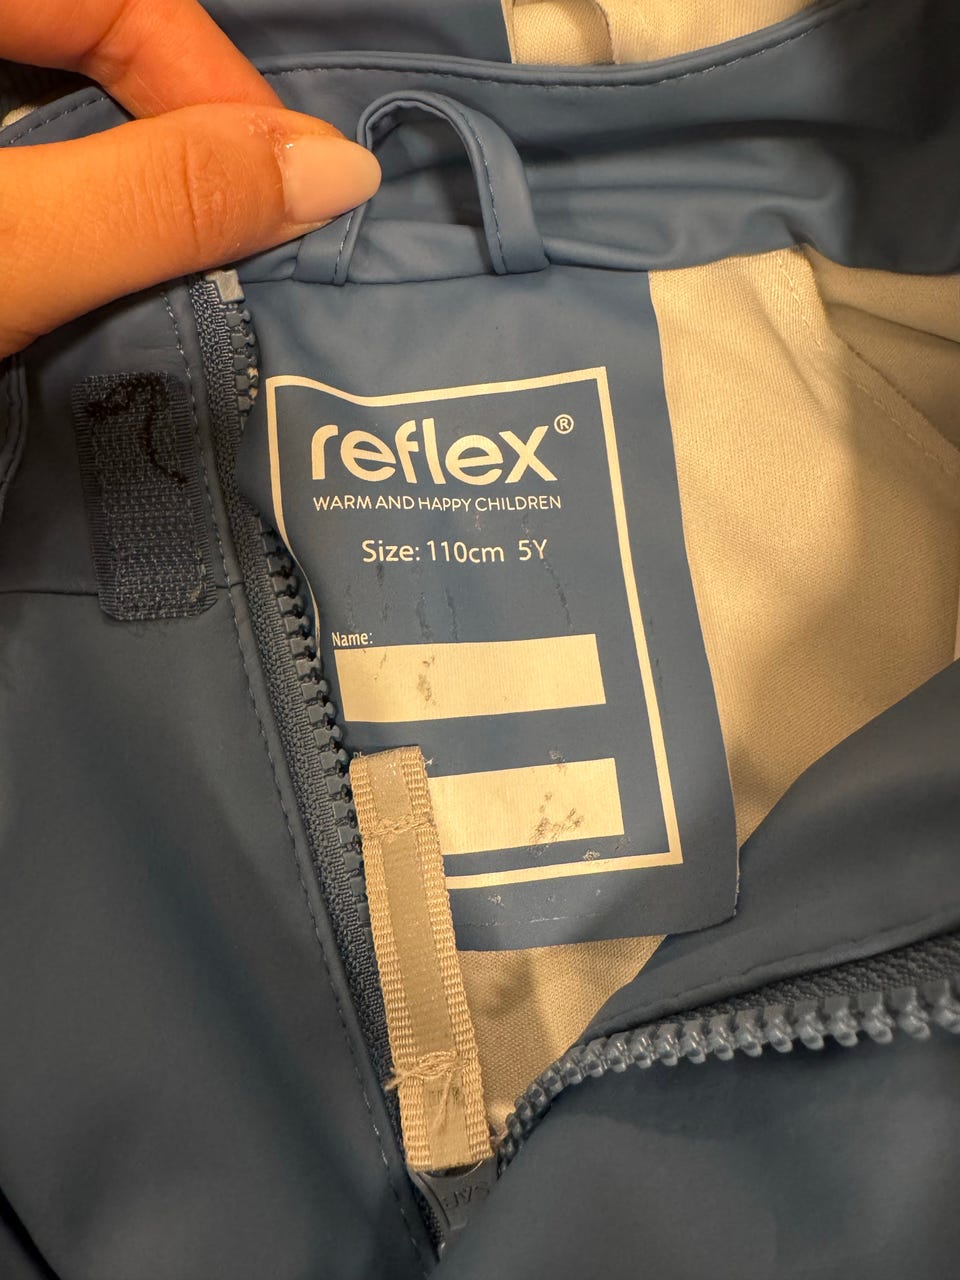 reflex®
WARM AND HAPPY CHILDREN
Size: 110cm 5Y
Name: